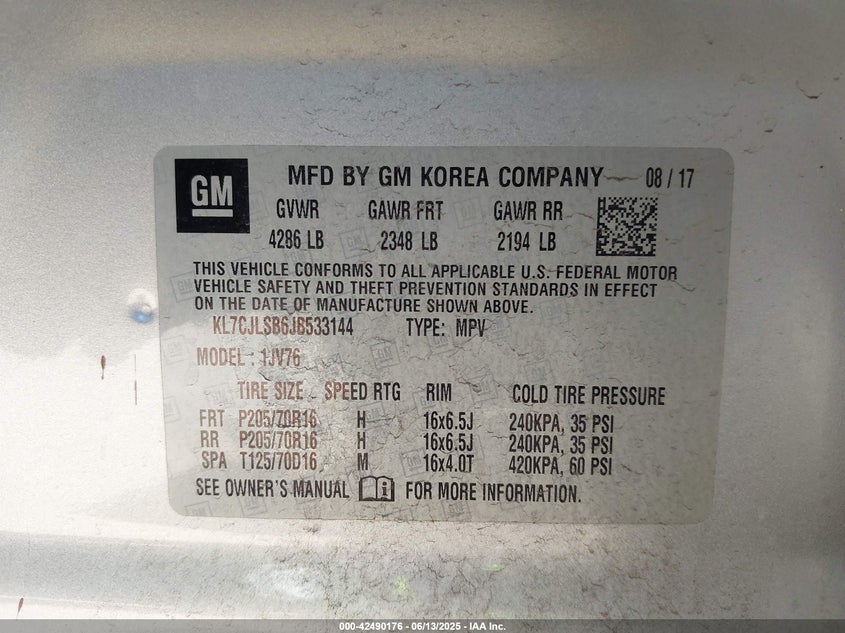 GM
MFD BY GM KOREA COMPANY 08 / 17
GVWR GAWR FRT GAWR RR
4286 LB 2348 LB 2194 LB
THIS VEHICLE CONFORMS TO ALL APPLICABLE U.S. FEDERAL MOTOR
VEHICLE SAFETY AND THEFT PREVENTION STANDARDS IN EFFECT
ON THE DATE OF MANUFACTURE SHOWN ABOVE.
KL7CJLSB6JB533144 TYPE: MPV
MODEL : 1JV76
TIRE SIZE SPEED RTG RIM COLD TIRE PRESSURE
FRT P205/70R16 H 16x6.5J 240KPA, 35 PSI
RR P205/70R16 H 16x6.5J 240KPA, 35 PSI
SPA T125/70D16 M 16x4.0T 420KPA, 60 PSI
SEE OWNER'S MANUAL FOR MORE INFORMATION.
000-42490176 - 06/13/2025 - IAA Inc.